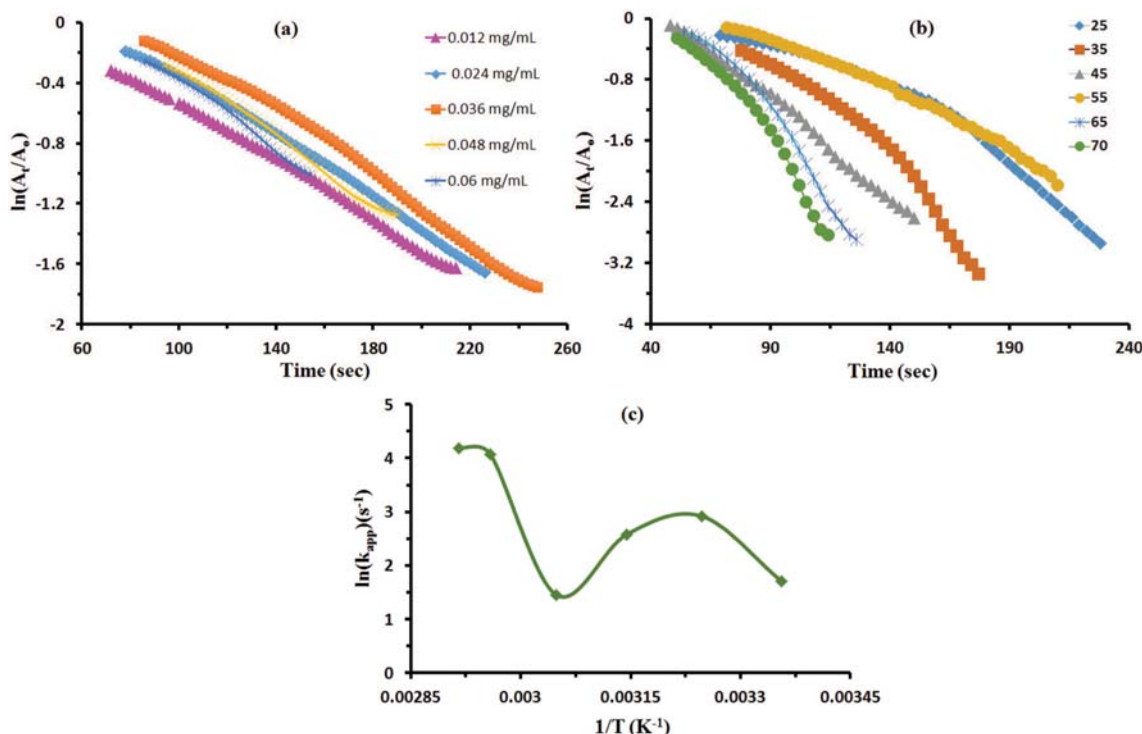 (a)
0
-0.4
-0.8
-1.2
-1.6
-2
60
100
140
180
220
260
ln(At/Ao)
Time (sec)
0.012 mg/mL
0.024 mg/mL
0.036 mg/mL
0.048 mg/mL
0.06 mg/mL
(b)
0
-0.8
-1.6
-2.4
-3.2
-4
40
90
140
190
240
ln(At/Ao)
Time (sec)
25
35
45
55
65
70
(c)
5
4
3
2
1
0
0.00285
0.003
0.00315
0.0033
0.00345
ln(kapp)(s-1)
1/T (K-1)